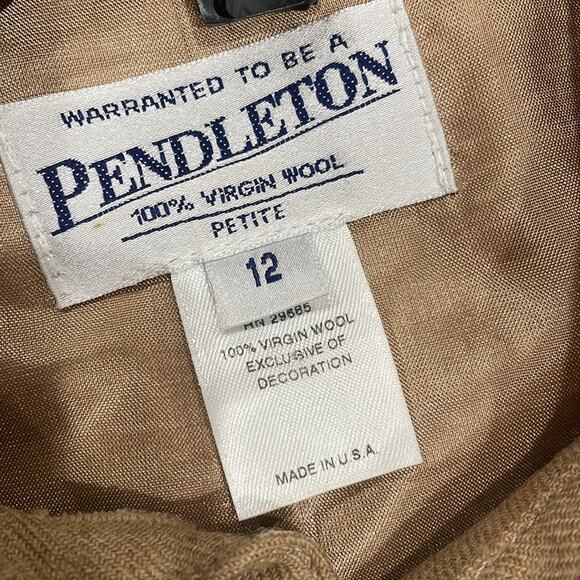 WARRANTED TO BE A
PENDLETON
100% VIRGIN WOOL
PETITE
12
RN 29685
100% VIRGIN WOOL
EXCLUSIVE OF
DECORATION
MADE IN U.S.A.